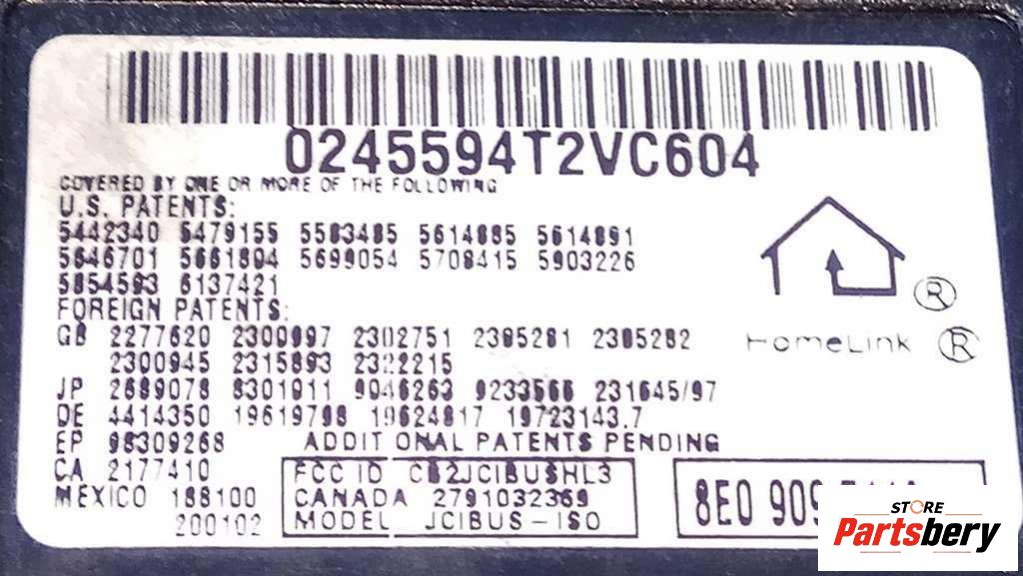 0245594T2VC604
COVERED BY ONE OR MORE OF THE FOLLOWING
U.S. PATENTS:
5442340 5479155 5583485 5614885 5614891
5646701 5661804 5699054 5708415 5903226
5854593 6137421
FOREIGN PATENTS:
GB 2277620 2300997 2302751 2305281 2305282
2300945 2315893 2322215
JP 2689078 8301011 9046263 9233566 231645/97
DE 4414350 19619798 19624817 19723143.7
EP 98309268
ADDITIONAL PATENTS PENDING
CA 2177410
MEXICO 188100
200102
FCC ID CB2JCIBUSHL3
CANADA 2791032369
MODEL JCIBUS-ISO
8E0 909
HomeLink ®
®
STORE
Partsbery